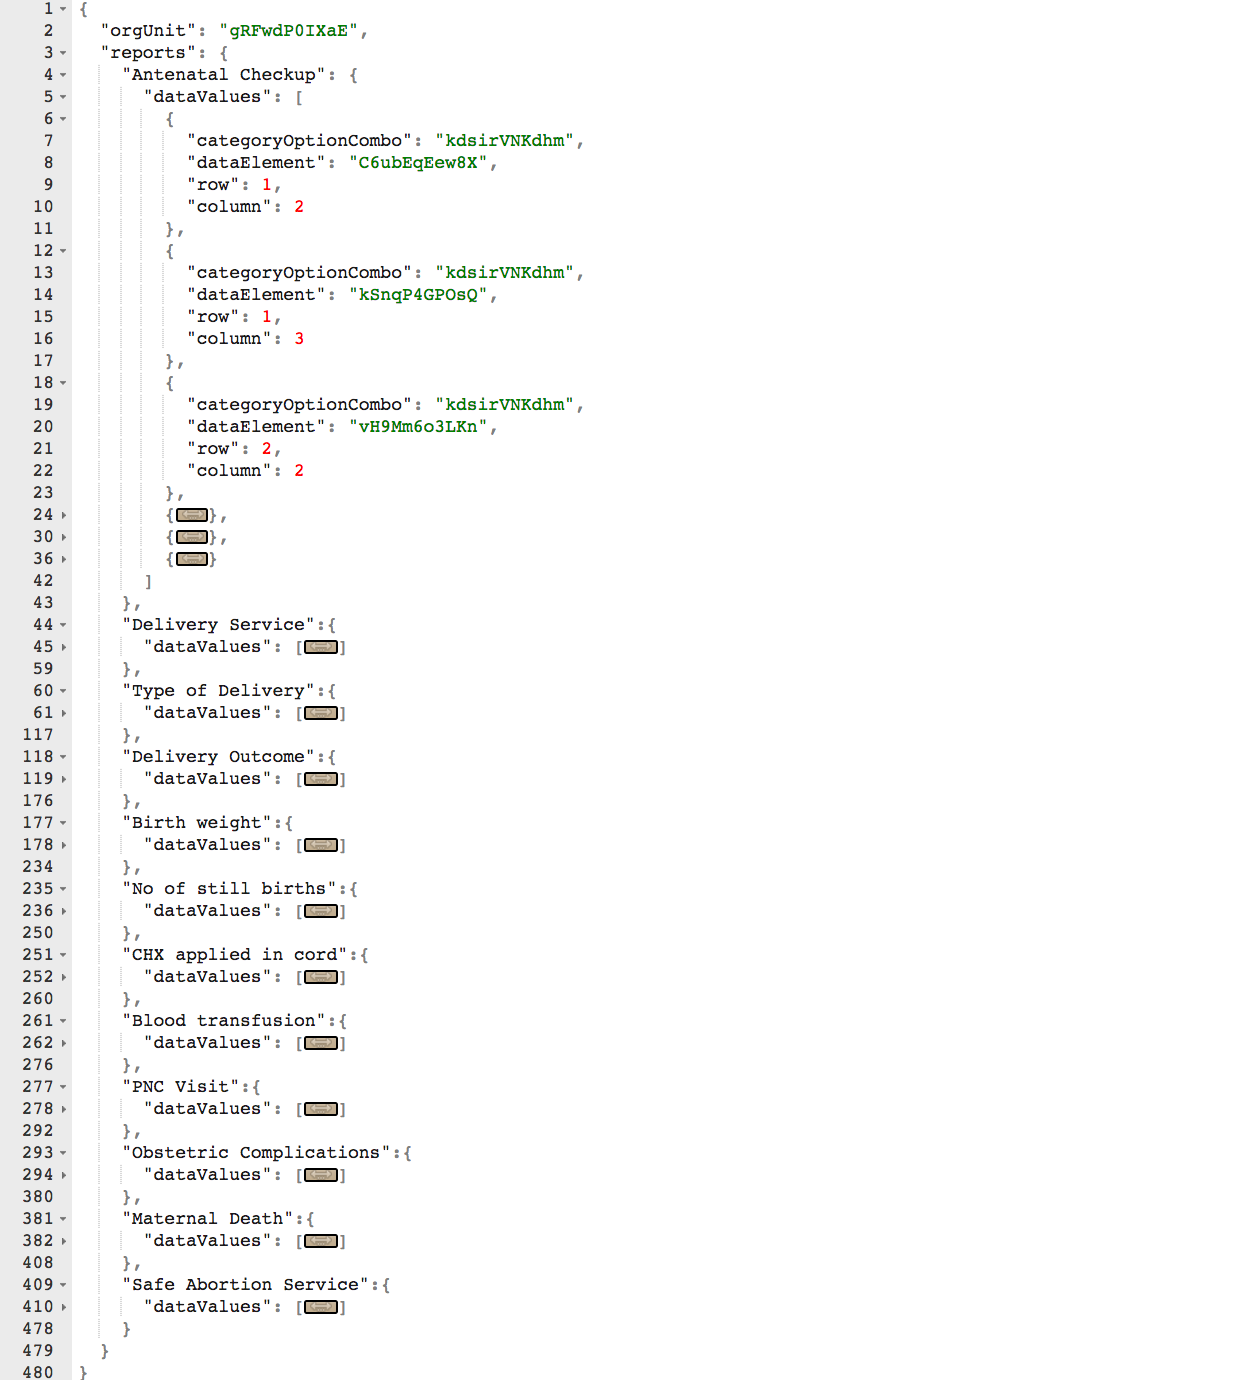 1 {
2 "orgUnit": "gRFwdP0IXaE",
3 "reports": {
4 "Antenatal Checkup": {
5 "dataValues": [
6 {
7 "categoryOptionCombo": "kdsirVNKdhm",
8 "dataElement": "C6ubEqEew8X",
9 "row": 1,
10 "column": 2
11 },
12 {
13 "categoryOptionCombo": "kdsirVNKdhm",
14 "dataElement": "kSnqP4GPOsQ",
15 "row": 1,
16 "column": 3
17 },
18 {
19 "categoryOptionCombo": "kdsirVNKdhm",
20 "dataElement": "vH9Mm6o3LKn",
21 "row": 2,
22 "column": 2
23 },
24 {},
30 {},
36 {}
42 ]
43 },
44 "Delivery Service":{
45 "dataValues": []
59 },
60 "Type of Delivery":{
61 "dataValues": []
117 },
118 "Delivery Outcome":{
119 "dataValues": []
176 },
177 "Birth weight":{
178 "dataValues": []
234 },
235 "No of still births":{
236 "dataValues": []
250 },
251 "CHX applied in cord":{
252 "dataValues": []
260 },
261 "Blood transfusion":{
262 "dataValues": []
276 },
277 "PNC Visit":{
278 "dataValues": []
292 },
293 "Obstetric Complications":{
294 "dataValues": []
380 },
381 "Maternal Death":{
382 "dataValues": []
408 },
409 "Safe Abortion Service":{
410 "dataValues": []
478 }
479 }
480 }